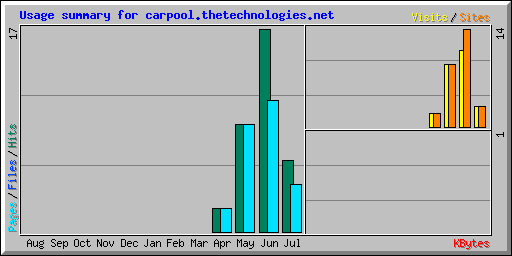 Usage summary for carpool.thetechnologies.net
Visits/Sites
17
14
1
Pages/Files/Hits
Aug Sep Oct Nov Dec Jan Feb Mar Apr May Jun Jul
KBytes